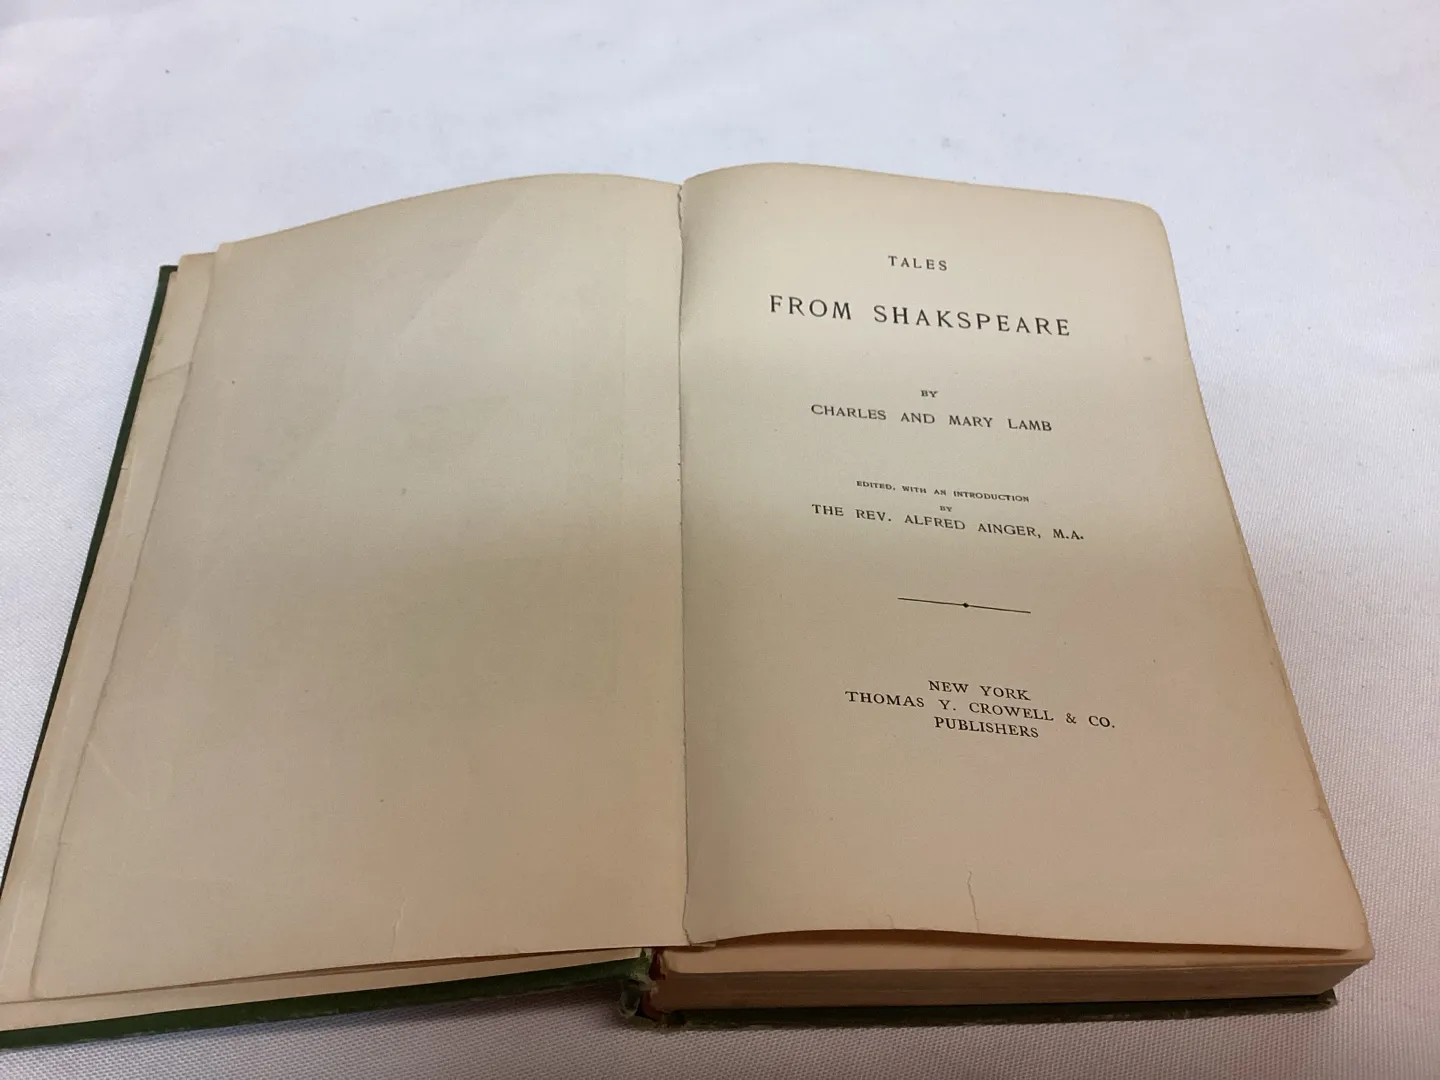 TALES
FROM SHAKSPEARE
BY
CHARLES AND MARY LAMB
EDITED, WITH AN INTRODUCTION
BY
THE REV. ALFRED AINGER, M.A.
NEW YORK
THOMAS Y. CROWELL & CO.
PUBLISHERS